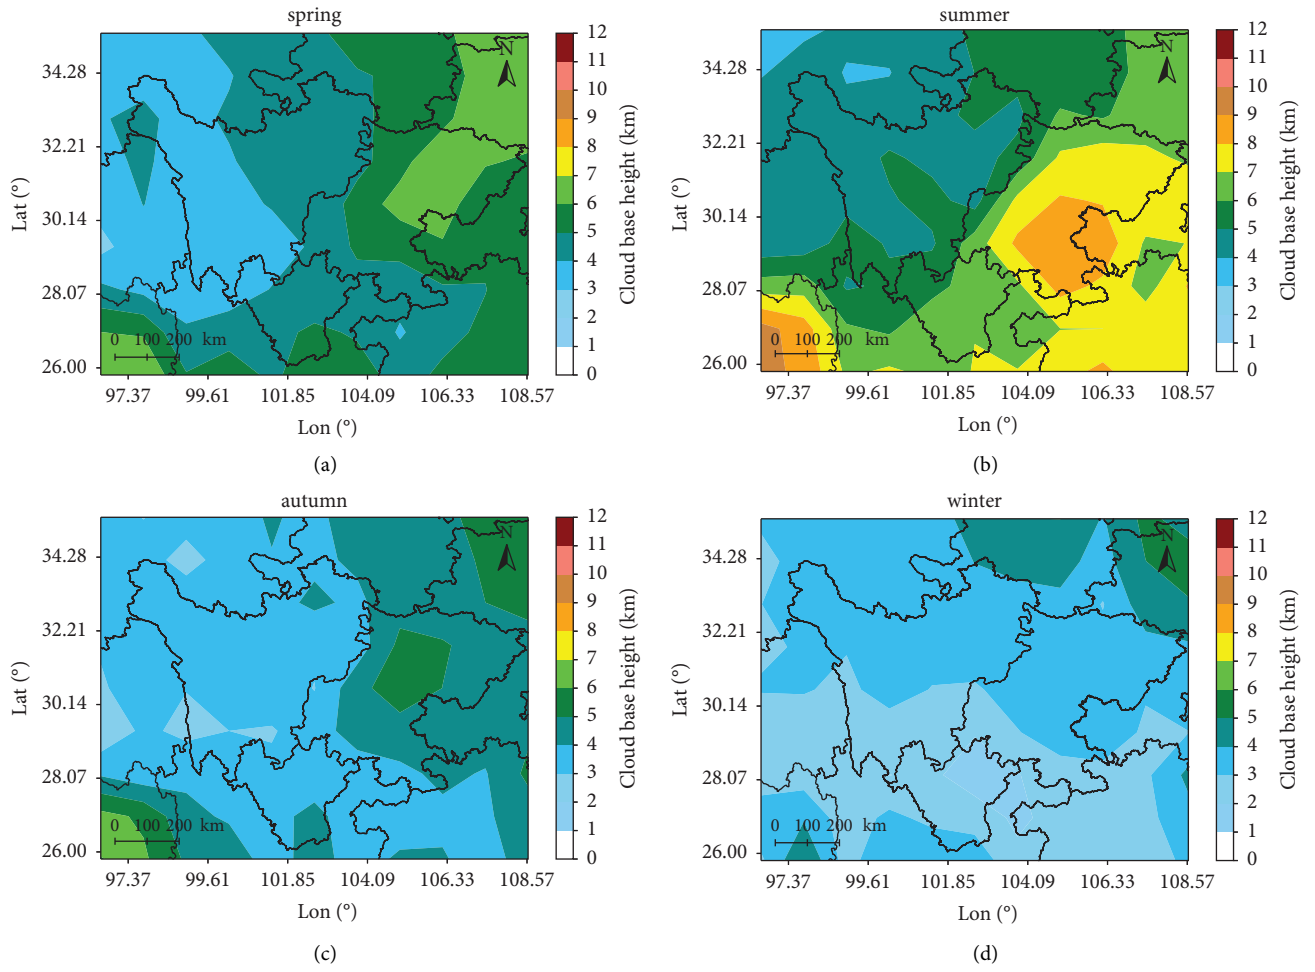 spring
34.28
32.21
30.14
28.07
26.00
Lat (°)
97.37 99.61 101.85 104.09 106.33 108.57
Lon (°)
N
0 100 200 km
12
11
10
9
8
7
6
5
4
3
2
1
0
Cloud base height (km)
(a)
summer
34.28
32.21
30.14
28.07
26.00
Lat (°)
97.37 99.61 101.85 104.09 106.33 108.57
Lon (°)
N
0 100 200 km
12
11
10
9
8
7
6
5
4
3
2
1
0
Cloud base height (km)
(b)
autumn
34.28
32.21
30.14
28.07
26.00
Lat (°)
97.37 99.61 101.85 104.09 106.33 108.57
Lon (°)
N
0 100 200 km
12
11
10
9
8
7
6
5
4
3
2
1
0
Cloud base height (km)
(c)
winter
34.28
32.21
30.14
28.07
26.00
Lat (°)
97.37 99.61 101.85 104.09 106.33 108.57
Lon (°)
N
0 100 200 km
12
11
10
9
8
7
6
5
4
3
2
1
0
Cloud base height (km)
(d)